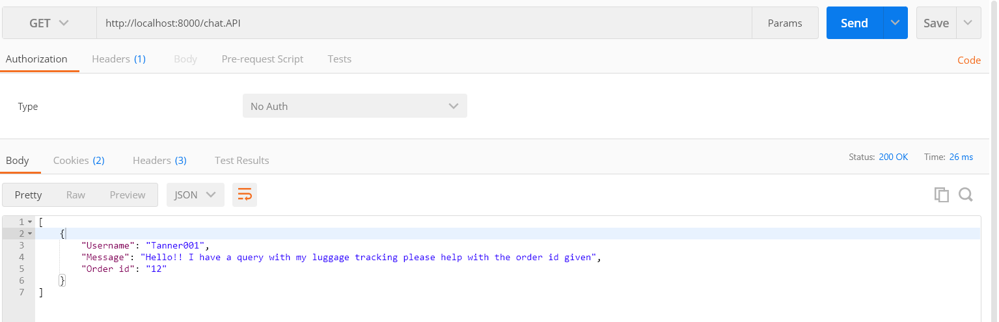 GET http://localhost:8000/chat.API Params Send Save
Authorization Headers (1) Body Pre-request Script Tests Code
Type No Auth
Body Cookies (2) Headers (3) Test Results Status: 200 OK Time: 26 ms
Pretty Raw Preview JSON
1 [
2 {
3 "Username": "Tanner001",
4 "Message": "Hello!! I have a query with my luggage tracking please help with the order id given",
5 "Order id": "12"
6 }
7 ]